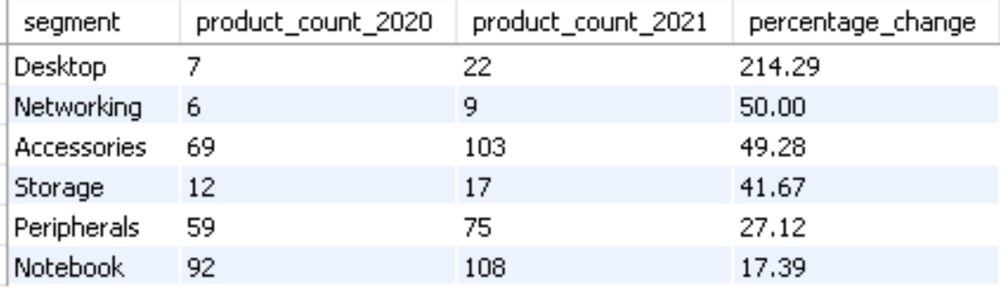 segment product_count_2020 product_count_2021 percentage_change
Desktop 7 22 214.29
Networking 6 9 50.00
Accessories 69 103 49.28
Storage 12 17 41.67
Peripherals 59 75 27.12
Notebook 92 108 17.39